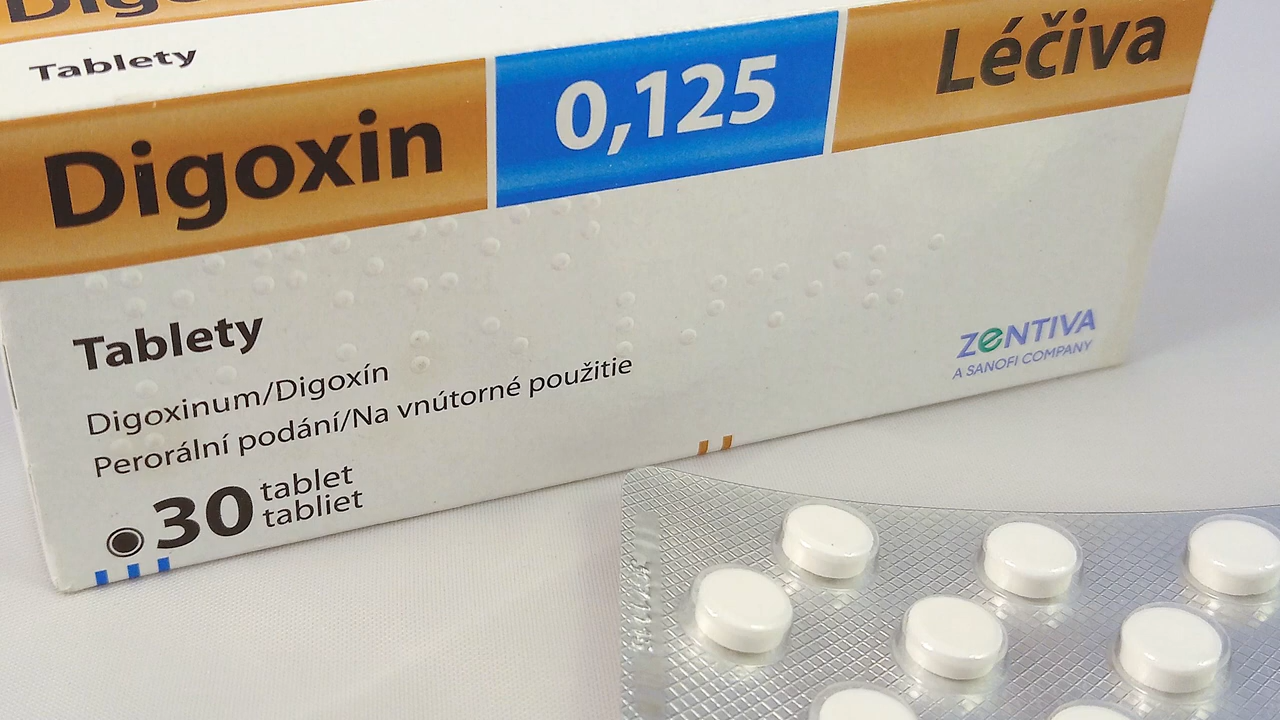 Digoxin
Tablety
Digoxin 0,125 Léčiva
Tablety
Digoxinum/Digoxín
Perorální podání/Na vnútorné použitie
30 tablet
tabliet
ZENTIVA
A SANOFI COMPANY